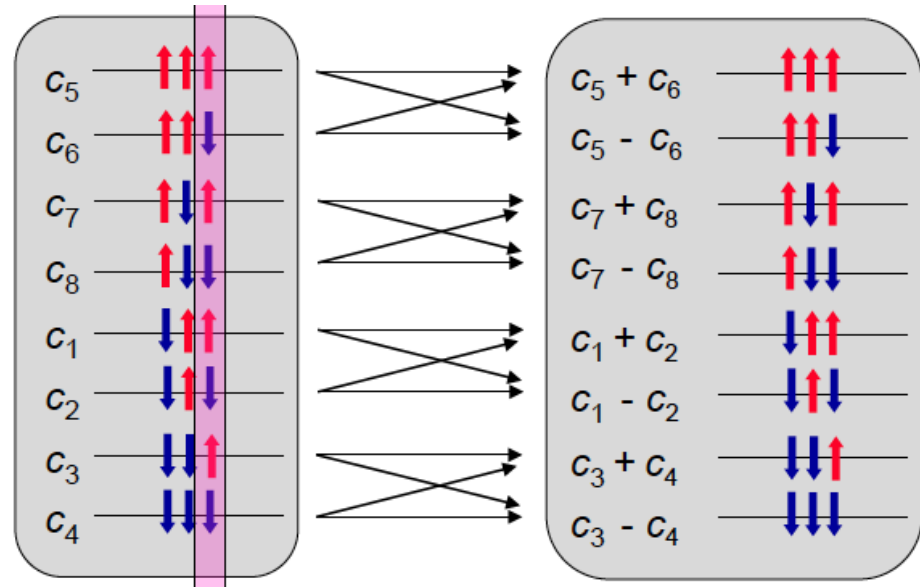 c5 c5 + c6
c6 c5 - c6
c7 c7 + c8
c8 c7 - c8
c1 c1 + c2
c2 c1 - c2
c3 c3 + c4
c4 c3 - c4